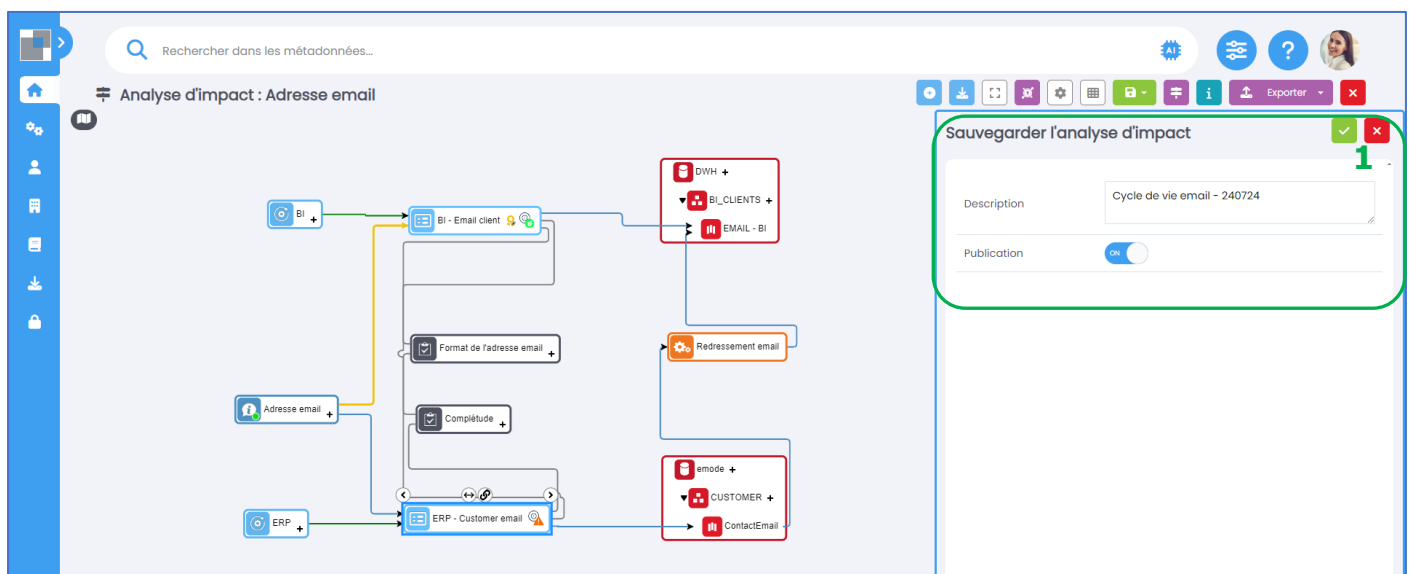 Rechercher dans les métadonnées...
AI
?
Analyse d'impact : Adresse email
i
Exporter
Sauvegarder l'analyse d'impact
1
Description
Cycle de vie email - 240724
Publication
ON
DWH +
BI_CLIENTS +
EMAIL - BI
BI +
BI - Email client
Format de l'adresse email +
Redressement email
Adresse email +
Complétude +
emode +
CUSTOMER +
ContactEmail
ERP +
ERP - Customer email